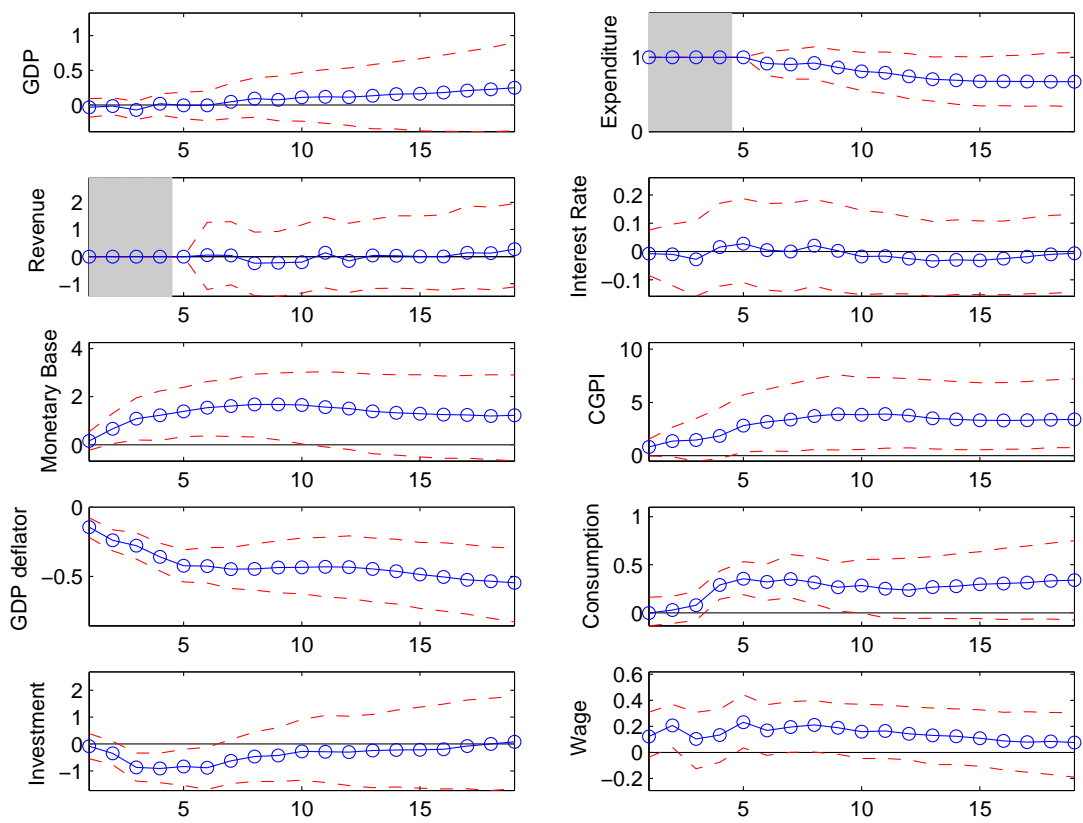 GDP
1
0.5
0
5 10 15
Expenditure
1
0
5 10 15
Revenue
2
1
0
−1
5 10 15
Interest Rate
0.2
0.1
0
−0.1
5 10 15
Monetary Base
4
2
0
5 10 15
CGPI
10
5
0
5 10 15
GDP deflator
0
−0.5
5 10 15
Consumption
1
0.5
0
5 10 15
Investment
2
1
0
−1
5 10 15
Wage
0.6
0.4
0.2
0
−0.2
5 10 15